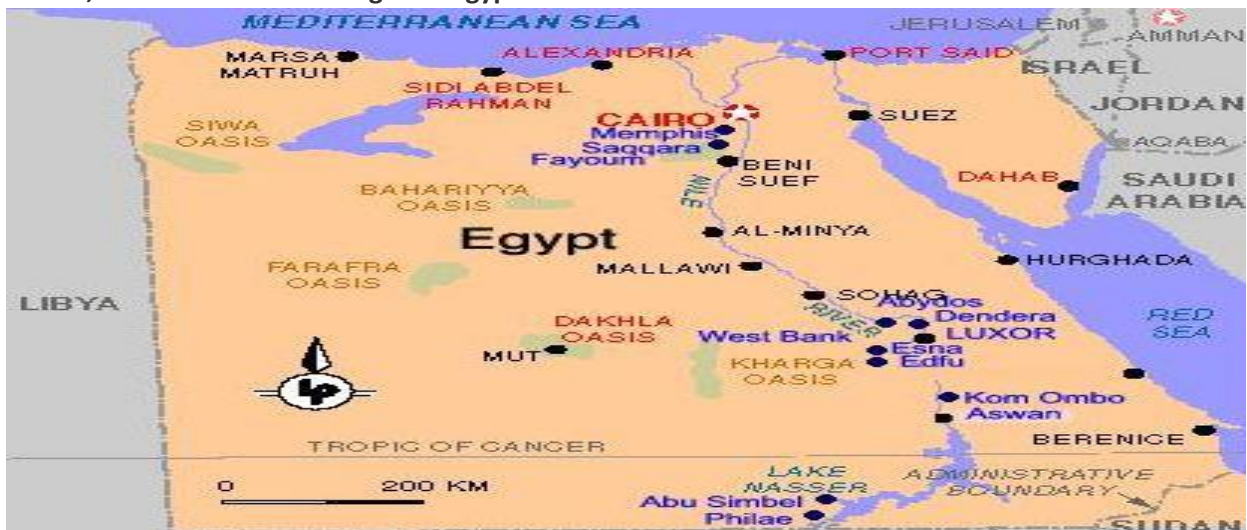 MEDITERRANEAN SEA
JERUSALEM
AMMAN
MARSA
MATRUH
ALEXANDRIA
PORT SAID
ISRAEL
SIDI ABDEL
RAHMAN
JORDAN
CAIRO
SUEZ
SIWA
OASIS
Memphis
Saqqara
Fayoum
AQABA
BENI
SUEF
DAHAB
SAUDI
ARABIA
BAHARIYYA
OASIS
NILE
AL-MINYA
Egypt
MALLAWI
HURGHADA
FARAFRA
OASIS
LIBYA
SOHAG
Abydos
RIVER
Dendera
RED
SEA
DAKHLA
OASIS
West Bank
LUXOR
MUT
Esna
Edfu
KHARGA
OASIS
LP
Kom Ombo
Aswan
BERENICE
TROPIC OF CANCER
LAKE
NASSER
ADMINISTRATIVE
BOUNDARY
0 200 KM
Abu Simbel
Philae
SUDAN